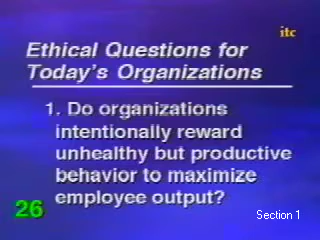 itc
Ethical Questions for
Today's Organizations
1. Do organizations
intentionally reward
unhealthy but productive
behavior to maximize
employee output?
26
Section 1